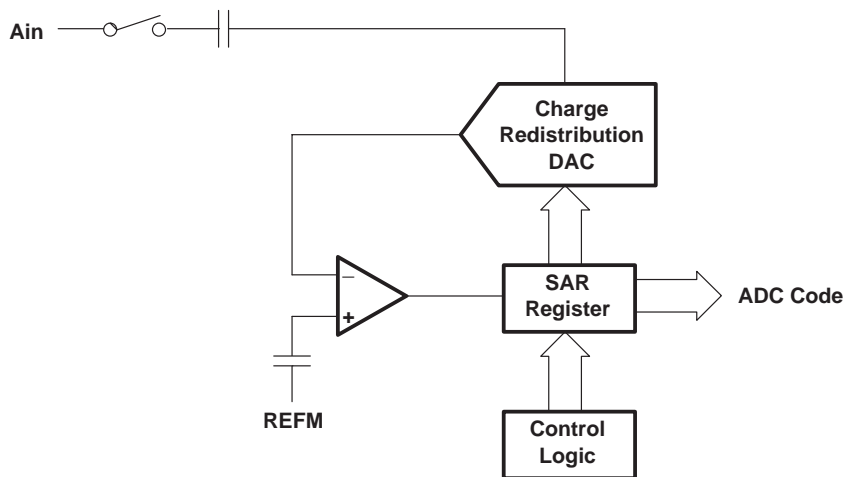 Ain
Charge
Redistribution
DAC
_
+
REFM
SAR
Register
ADC Code
Control
Logic